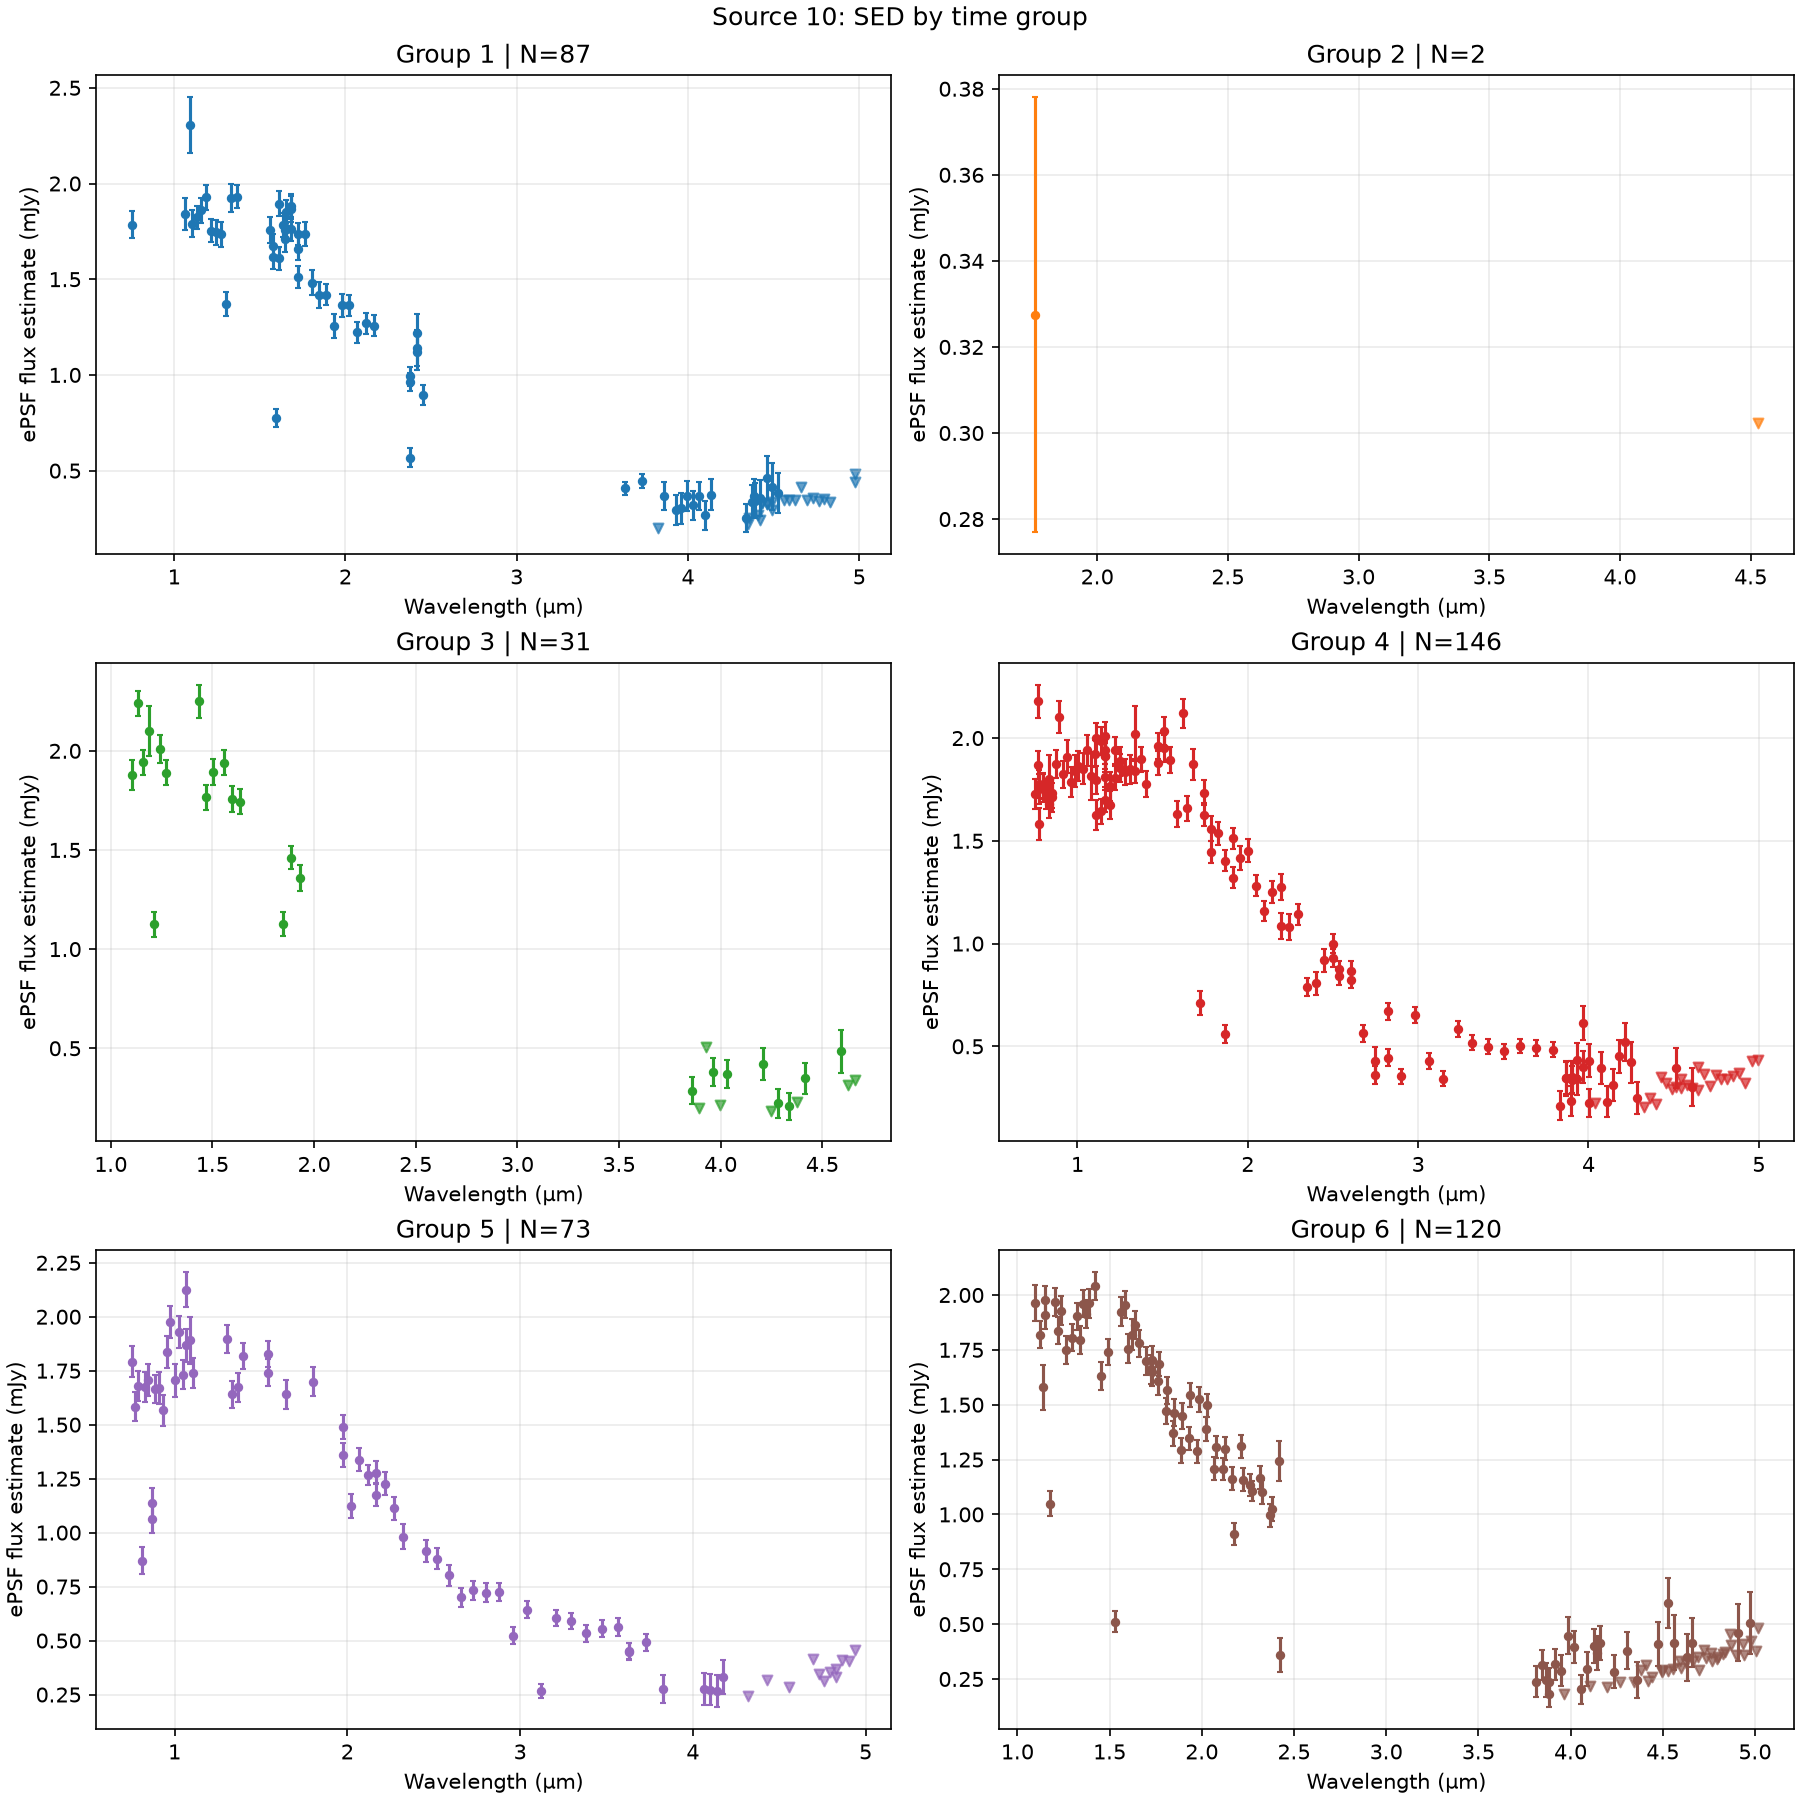 Source 10: SED by time group
Group 1 | N=87
2.5
2.0
1.5
1.0
0.5
ePSF flux estimate (mJy)
1 2 3 4 5
Wavelength (μm)
Group 2 | N=2
0.38
0.36
0.34
0.32
0.30
0.28
ePSF flux estimate (mJy)
2.0 2.5 3.0 3.5 4.0 4.5
Wavelength (μm)
Group 3 | N=31
2.0
1.5
1.0
0.5
ePSF flux estimate (mJy)
1.0 1.5 2.0 2.5 3.0 3.5 4.0 4.5
Wavelength (μm)
Group 4 | N=146
2.0
1.5
1.0
0.5
ePSF flux estimate (mJy)
1 2 3 4 5
Wavelength (μm)
Group 5 | N=73
2.25
2.00
1.75
1.50
1.25
1.00
0.75
0.50
0.25
ePSF flux estimate (mJy)
1 2 3 4 5
Wavelength (μm)
Group 6 | N=120
2.00
1.75
1.50
1.25
1.00
0.75
0.50
0.25
ePSF flux estimate (mJy)
1.0 1.5 2.0 2.5 3.0 3.5 4.0 4.5 5.0
Wavelength (μm)